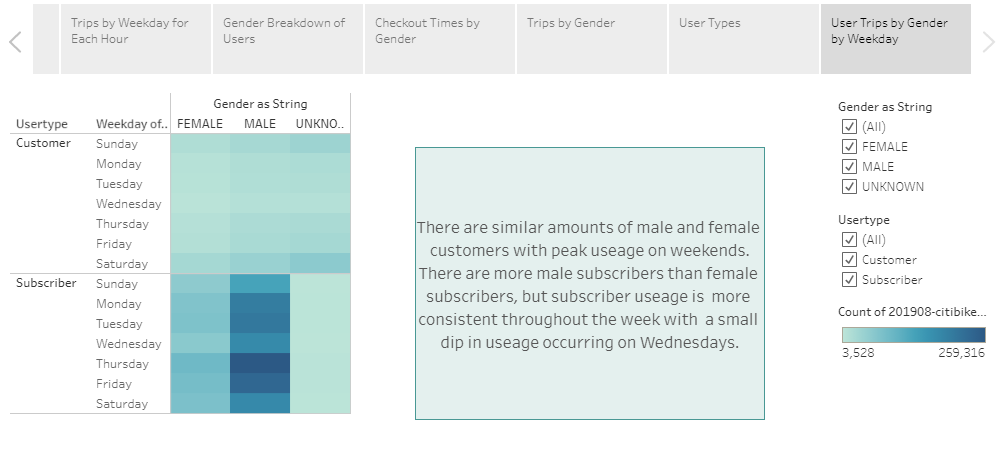 Trips by Weekday for
Each Hour
Gender Breakdown of
Users
Checkout Times by
Gender
Trips by Gender
User Types
User Trips by Gender
by Weekday
Gender as String
Usertype Weekday of.. FEMALE MALE UNKNO..
Customer Sunday
Monday
Tuesday
Wednesday
Thursday
Friday
Saturday
Subscriber Sunday
Monday
Tuesday
Wednesday
Thursday
Friday
Saturday
There are similar amounts of male and female
customers with peak useage on weekends.
There are more male subscribers than female
subscribers, but subscriber useage is more
consistent throughout the week with a small
dip in useage occurring on Wednesdays.
Gender as String
(All)
FEMALE
MALE
UNKNOWN
Usertype
(All)
Customer
Subscriber
Count of 201908-citibike...
3,528 259,316